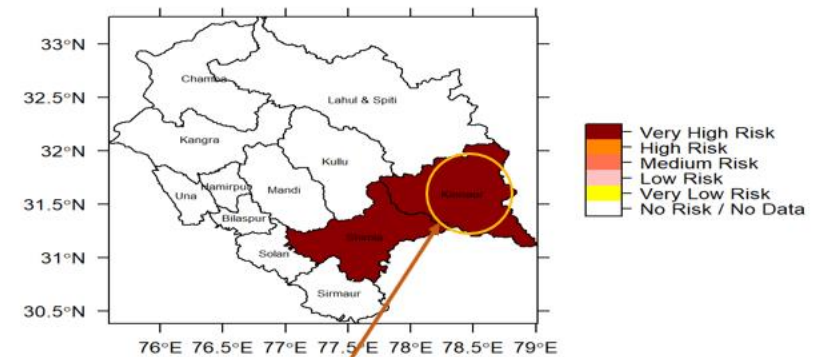 33°N
32.5°N
32°N
31.5°N
31°N
30.5°N
Chamba
Lahul & Spiti
Kangra
Kullu
Hamirpur
Mandi
Una
Bilaspur
Kinnaur
Shimla
Solan
Sirmaur
76°E 76.5°E 77°E 77.5°E 78°E 78.5°E 79°E
Very High Risk
High Risk
Medium Risk
Low Risk
Very Low Risk
No Risk / No Data